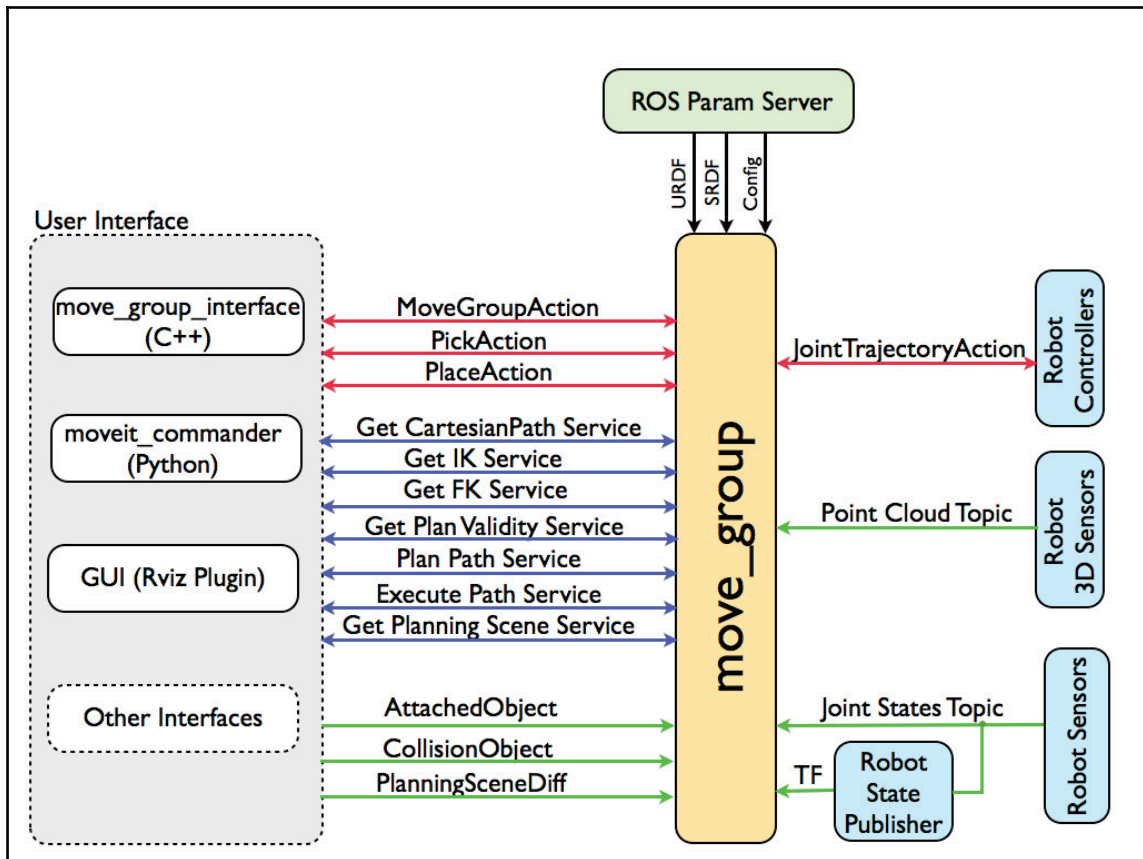 ROS Param Server
URDF
SRDF
Config
User Interface
move_group_interface
(C++)
moveit_commander
(Python)
GUI (Rviz Plugin)
Other Interfaces
MoveGroupAction
PickAction
PlaceAction
Get CartesianPath Service
Get IK Service
Get FK Service
Get Plan Validity Service
Plan Path Service
Execute Path Service
Get Planning Scene Service
AttachedObject
CollisionObject
PlanningSceneDiff
move_group
JointTrajectoryAction
Robot
Controllers
Point Cloud Topic
Robot
3D Sensors
Joint States Topic
TF
Robot
State
Publisher
Robot Sensors